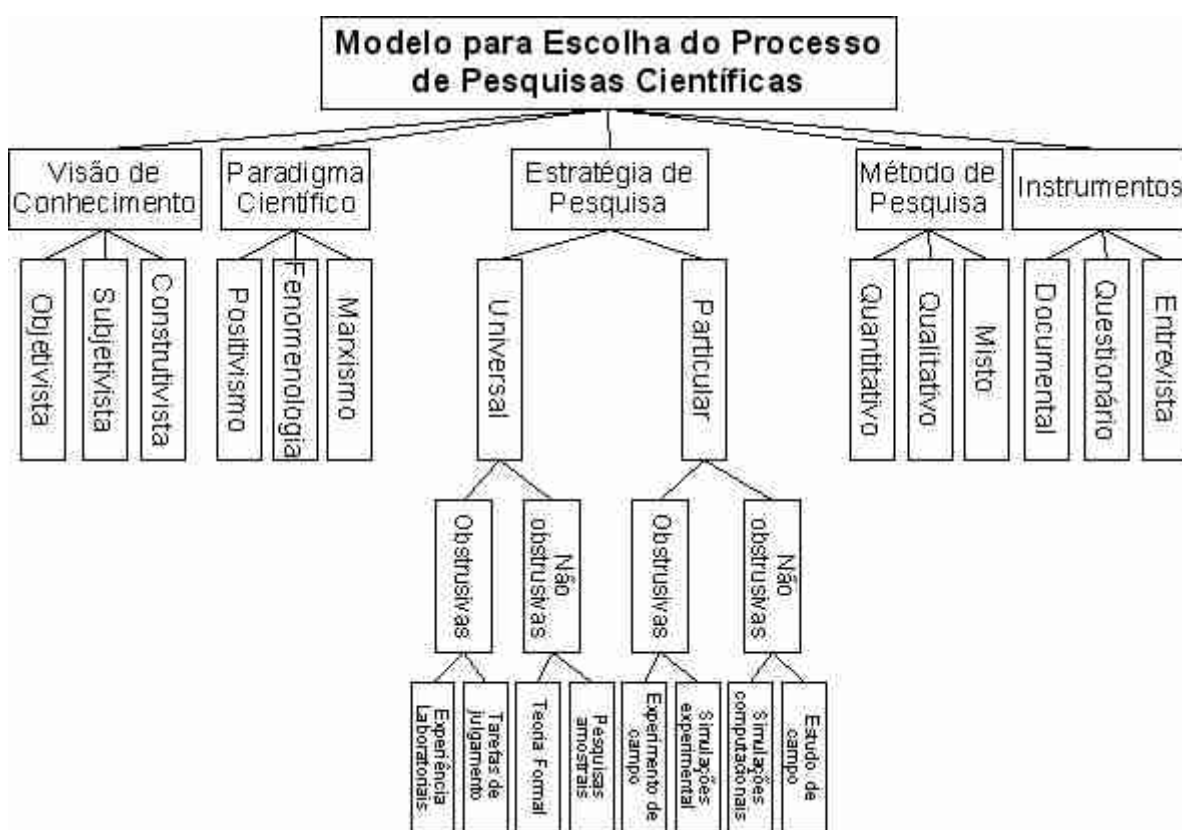 Modelo para Escolha do Processo
de Pesquisas Científicas
Visão de
Conhecimento
Paradigma
Científico
Estratégia de
Pesquisa
Método de
Pesquisa
Instrumentos
Objetivista
Subjetivista
Construtivista
Positivismo
Fenomenologia
Marxismo
Universal
Particular
Quantitativo
Qualitativo
Misto
Documental
Questionário
Entrevista
Obstrusivas
Não
obstrusivas
Obstrusivas
Não
obstrusivas
Experiência
Laboratoriais
Tarefas de
julgamento
Teoria Formal
Pesquisas
amostrais
Experimento de
campo
Simulações
experimental
Simulações
computacionais
Estudo de
campo